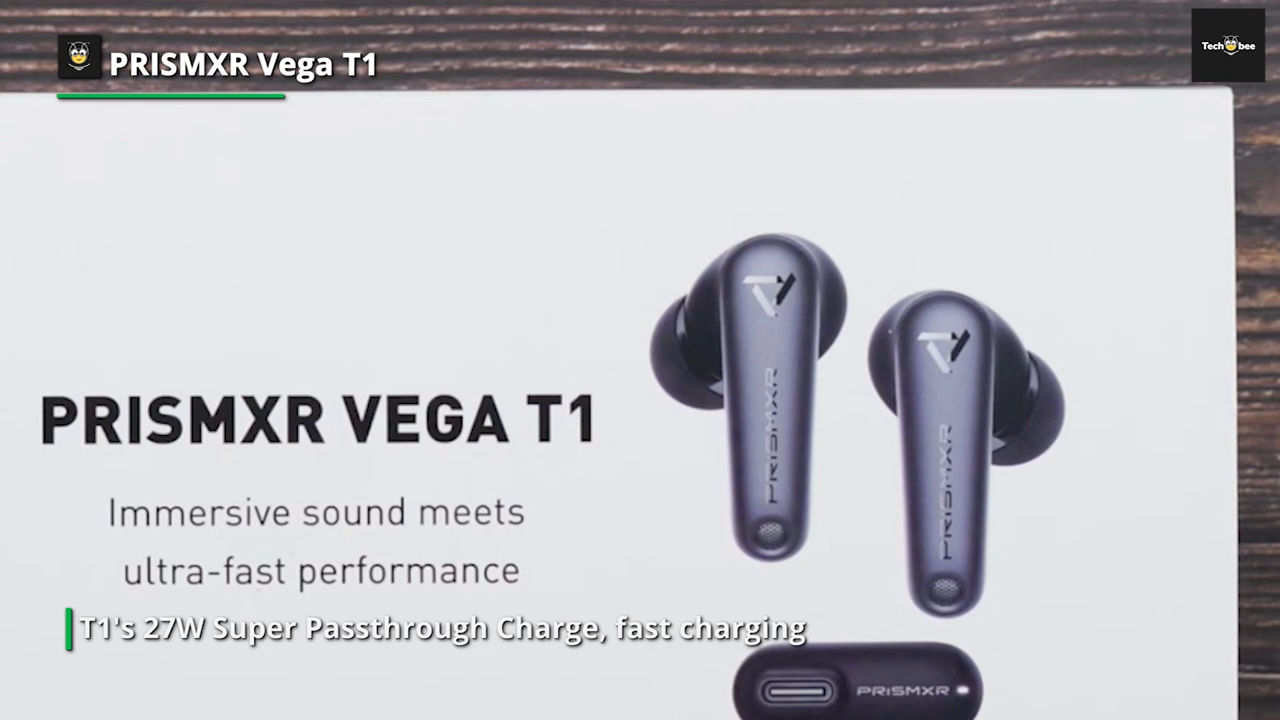 PRISMXR Vega T1
Tech bee
PRISMXR VEGA T1
Immersive sound meets
ultra-fast performance
PRISMXR
PRISMXR
T1's 27W Super Passthrough Charge, fast charging
PRISMXR